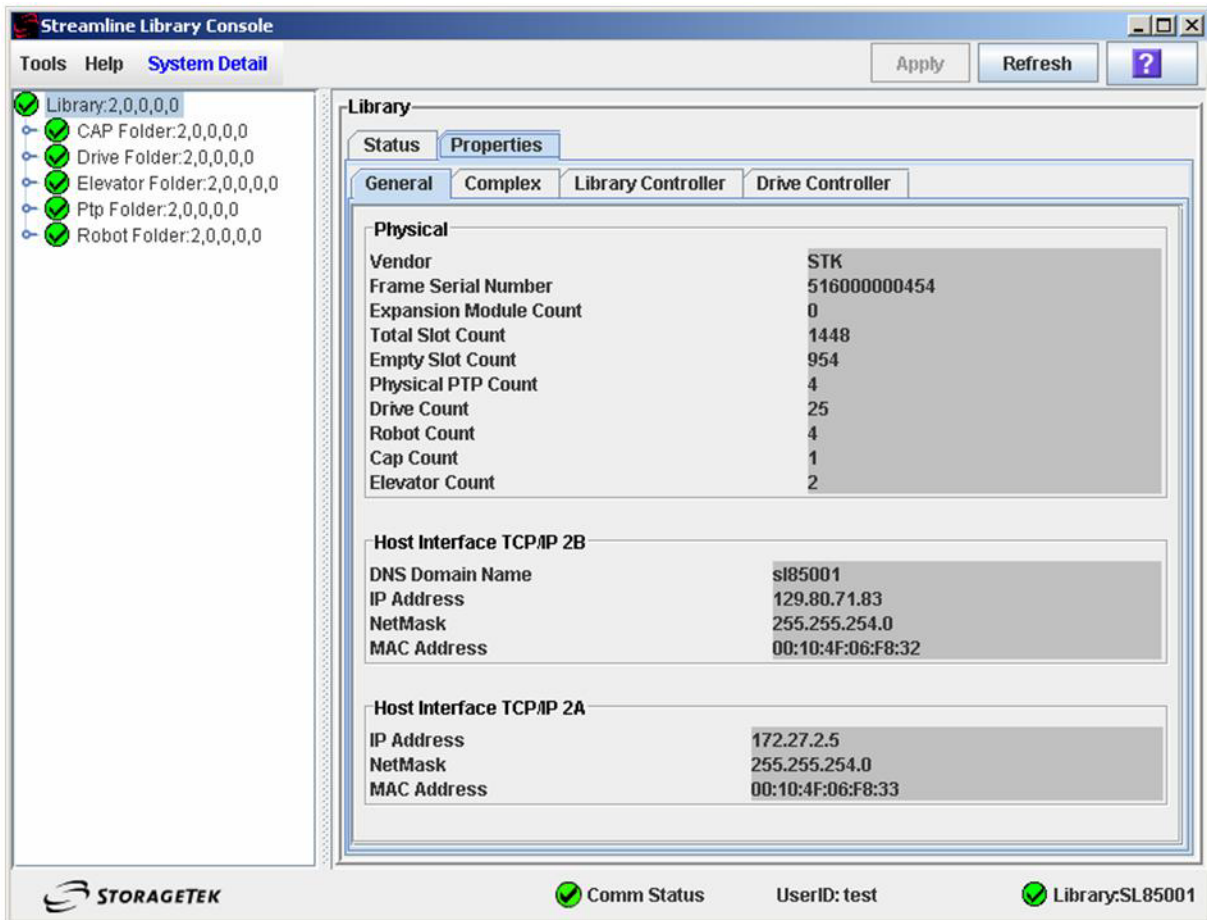 Streamline Library Console
Tools Help System Detail
Apply Refresh ?
Library:2,0,0,0,0
CAP Folder:2,0,0,0,0
Drive Folder:2,0,0,0,0
Elevator Folder:2,0,0,0,0
Ptp Folder:2,0,0,0,0
Robot Folder:2,0,0,0,0
Library
Status Properties
General Complex Library Controller Drive Controller
Physical
Vendor STK
Frame Serial Number 516000000454
Expansion Module Count 0
Total Slot Count 1448
Empty Slot Count 954
Physical PTP Count 4
Drive Count 25
Robot Count 4
Cap Count 1
Elevator Count 2
Host Interface TCP/IP 2B
DNS Domain Name sl85001
IP Address 129.80.71.83
NetMask 255.255.254.0
MAC Address 00:10:4F:06:F8:32
Host Interface TCP/IP 2A
IP Address 172.27.2.5
NetMask 255.255.254.0
MAC Address 00:10:4F:06:F8:33
STORAGETEK Comm Status UserID: test Library:SL85001